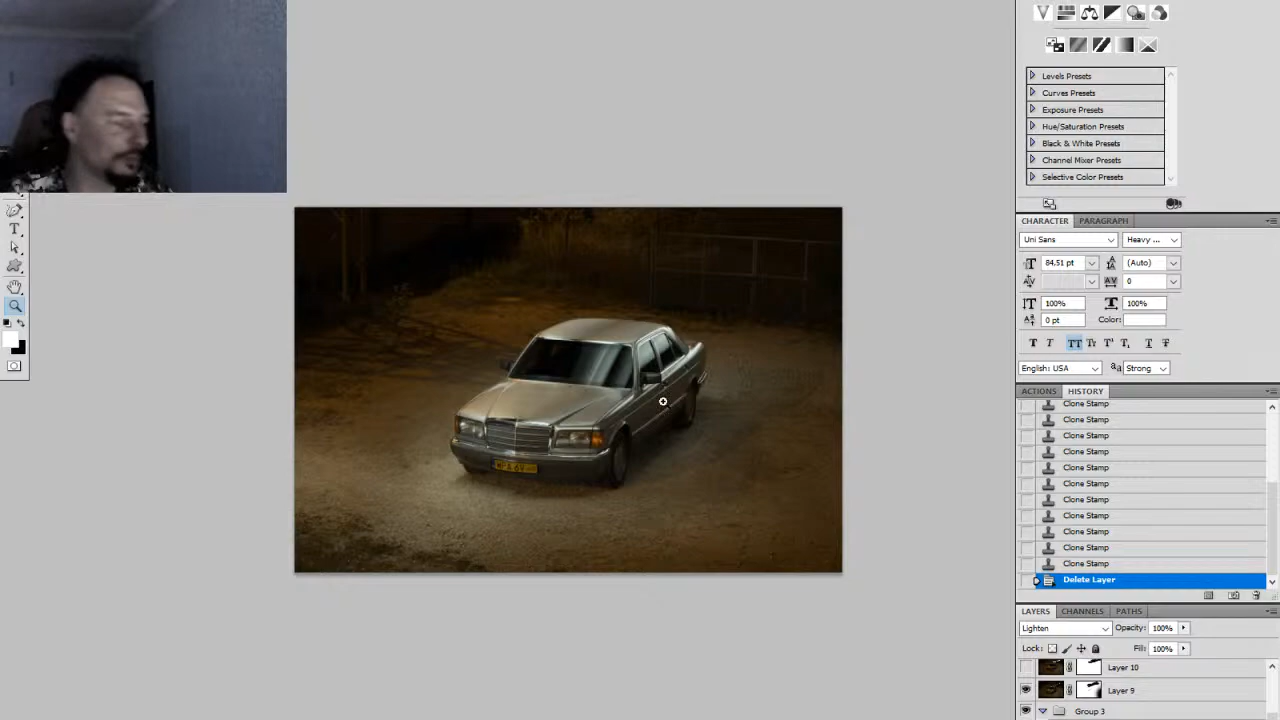 Levels Presets
Curves Presets
Exposure Presets
Hue/Saturation Presets
Black & White Presets
Channel Mixer Presets
Selective Color Presets
CHARACTER PARAGRAPH
Uni Sans Heavy ...
84,51 pt (Auto)
0
100% 100%
0 pt Color:
T T TT Tr T' T, T T
English: USA aa Strong
ACTIONS HISTORY
Clone Stamp
Clone Stamp
Clone Stamp
Clone Stamp
Clone Stamp
Clone Stamp
Clone Stamp
Clone Stamp
Clone Stamp
Clone Stamp
Clone Stamp
Delete Layer
LAYERS CHANNELS PATHS
Lighten Opacity: 100%
Lock: Fill: 100%
Layer 10
Layer 9
Group 3